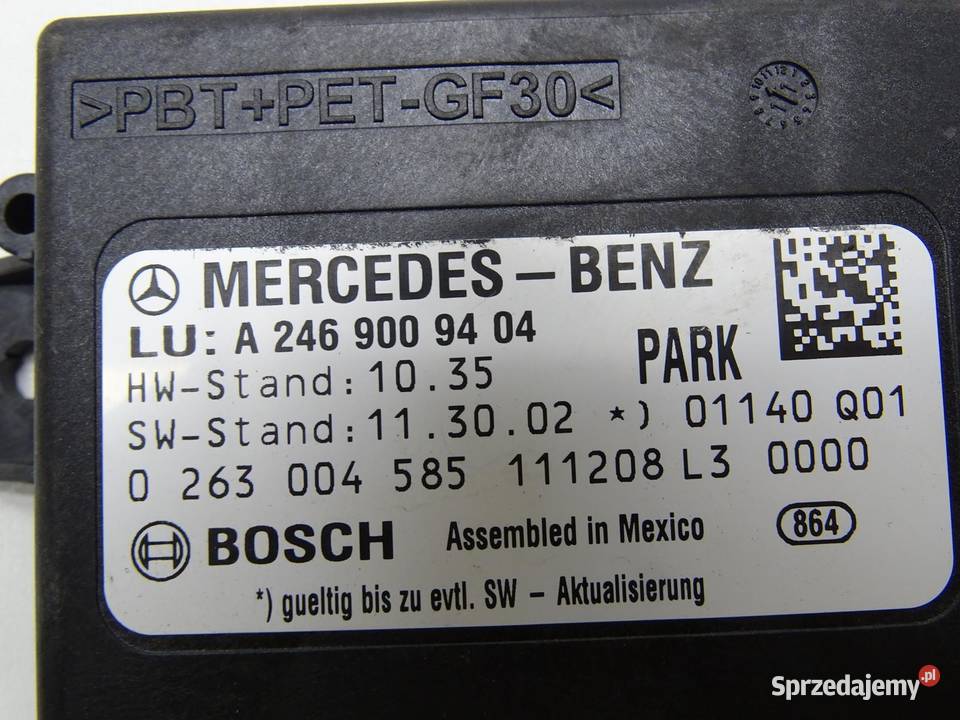 >PBT+PET-GF30<
MERCEDES – BENZ
LU: A 246 900 94 04
PARK
HW-Stand: 10.35
SW-Stand: 11.30.02 *) 01140 Q01
0 263 004 585 111208 L3 0000
BOSCH Assembled in Mexico 864
*) gueltig bis zu evtl. SW – Aktualisierung
Sprzedajemy.pl